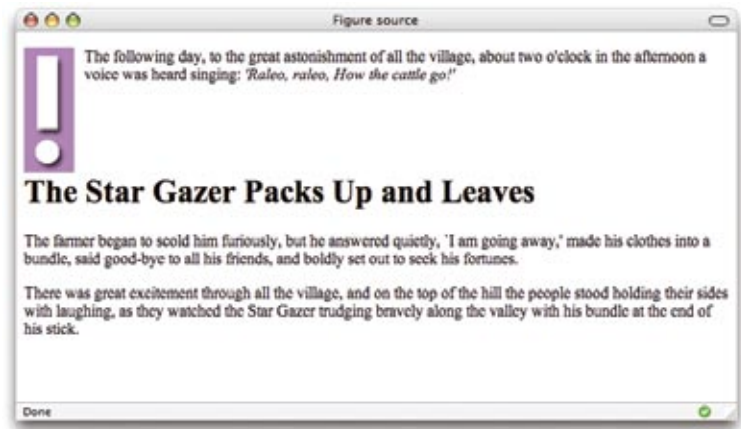 Figure source
The following day, to the great astonishment of all the village, about two o'clock in the afternoon a
voice was heard singing: 'Raleo, raleo, How the cattle go!'
!
The Star Gazer Packs Up and Leaves
The farmer began to scold him furiously, but he answered quietly, `I am going away,' made his clothes into a
bundle, said good-bye to all his friends, and boldly set out to seek his fortunes.
There was great excitement through all the village, and on the top of the hill the people stood holding their sides
with laughing, as they watched the Star Gazer trudging bravely along the valley with his bundle at the end of
his stick.
Done